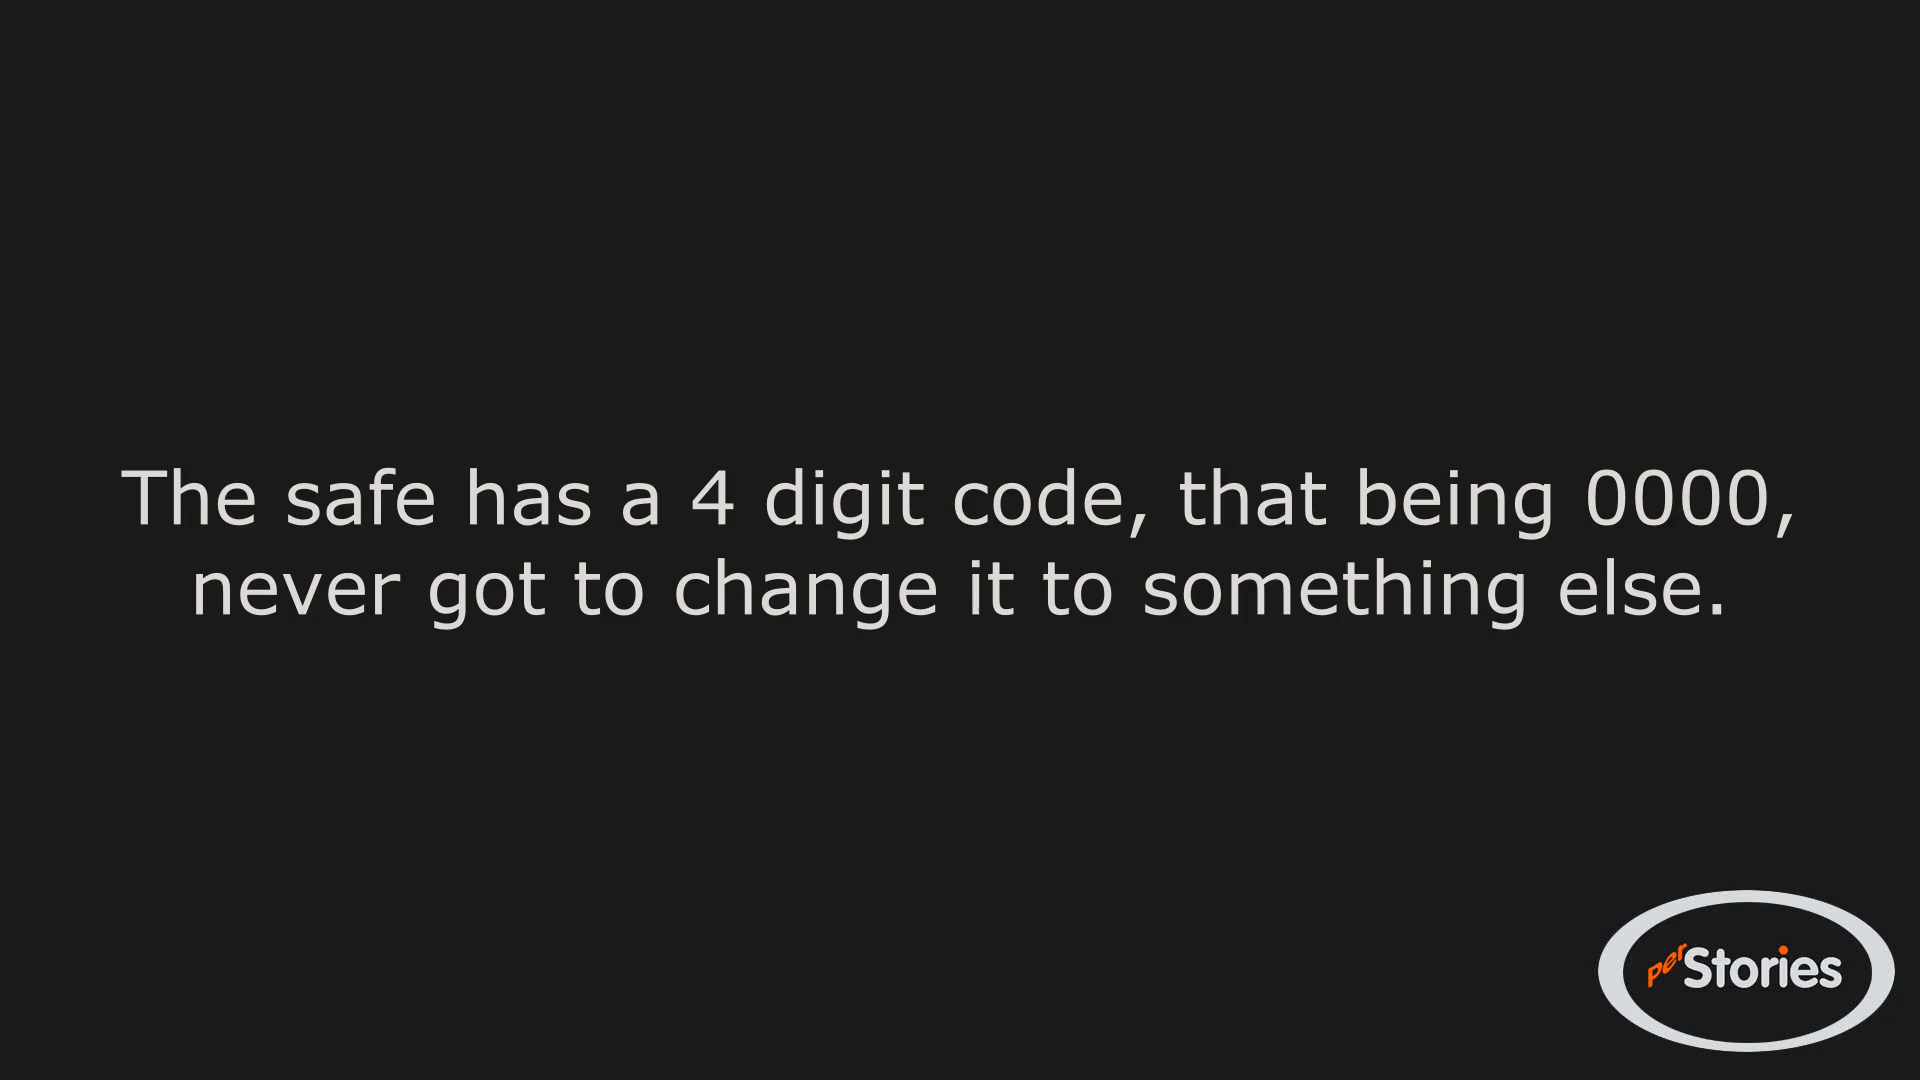 The safe has a 4 digit code, that being 0000,
never got to change it to something else.
perStories